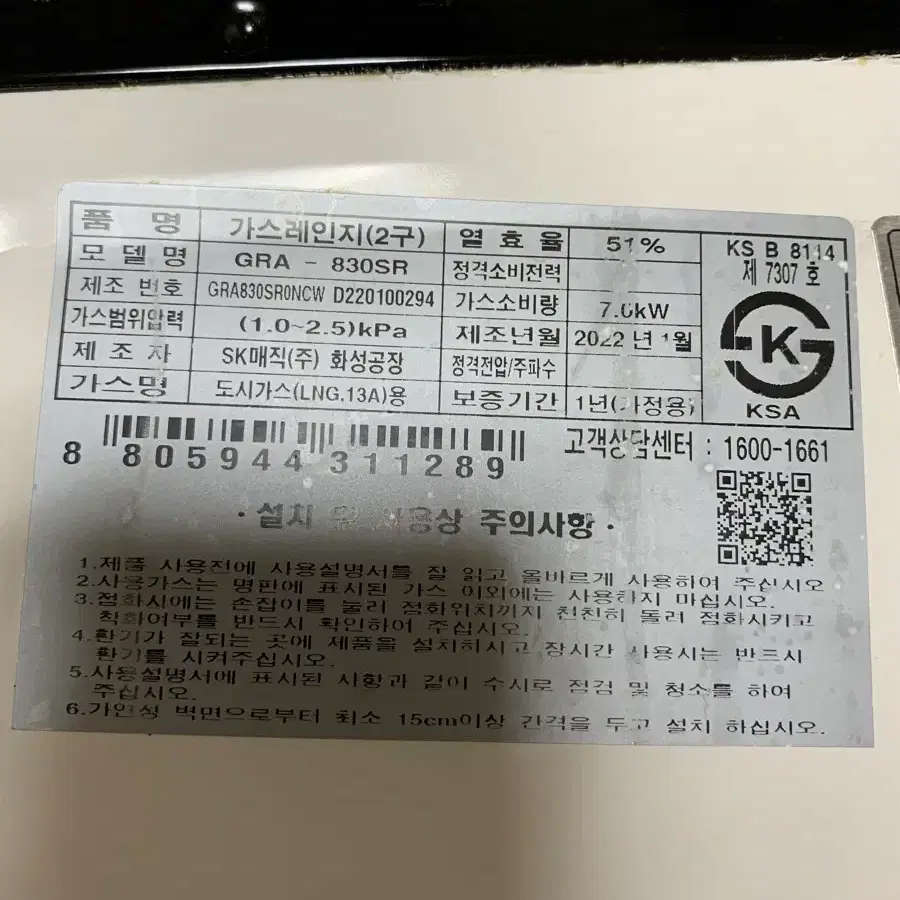 품 명 가스레인지(2구) 열 효 율 51% KS B 8114
모 델 명 GRA - 830SR 정격소비전력 제 7307 호
제조 번호 GRA830SR0NCW D220100294 가스소비량 7.0kW
가스범위압력 (1.0~2.5)kPa 제조년월 2022 년 1월
제 조 자 SK매직(주) 화성공장 정격전압/주파수
가스명 도시가스(LNG.13A)용 보증기간 1년(가정용)
K
KSA
8 805944 311289
고객상담센터 : 1600-1661
· 설치 및 사용상 주의사항 ·
1.제품 사용전에 사용설명서를 잘 읽고 올바르게 사용하여 주십시오
2.사용가스는 명판에 표시된 가스 이외에는 사용하지 마십시오.
3.점화시에는 손잡이를 눌러 점화위치까지 천천히 돌려 점화시키고
착화여부를 반드시 확인하여 주십시오.
4.환기가 잘되는 곳에 제품을 설치하시고 장시간 사용시는 반드시
환기를 시켜주십시오.
5.사용설명서에 표시된 사항과 같이 수시로 점검 및 청소를 하여
주십시오.
6.가연성 벽면으로부터 최소 15cm이상 간격을 두고 설치 하십시오.